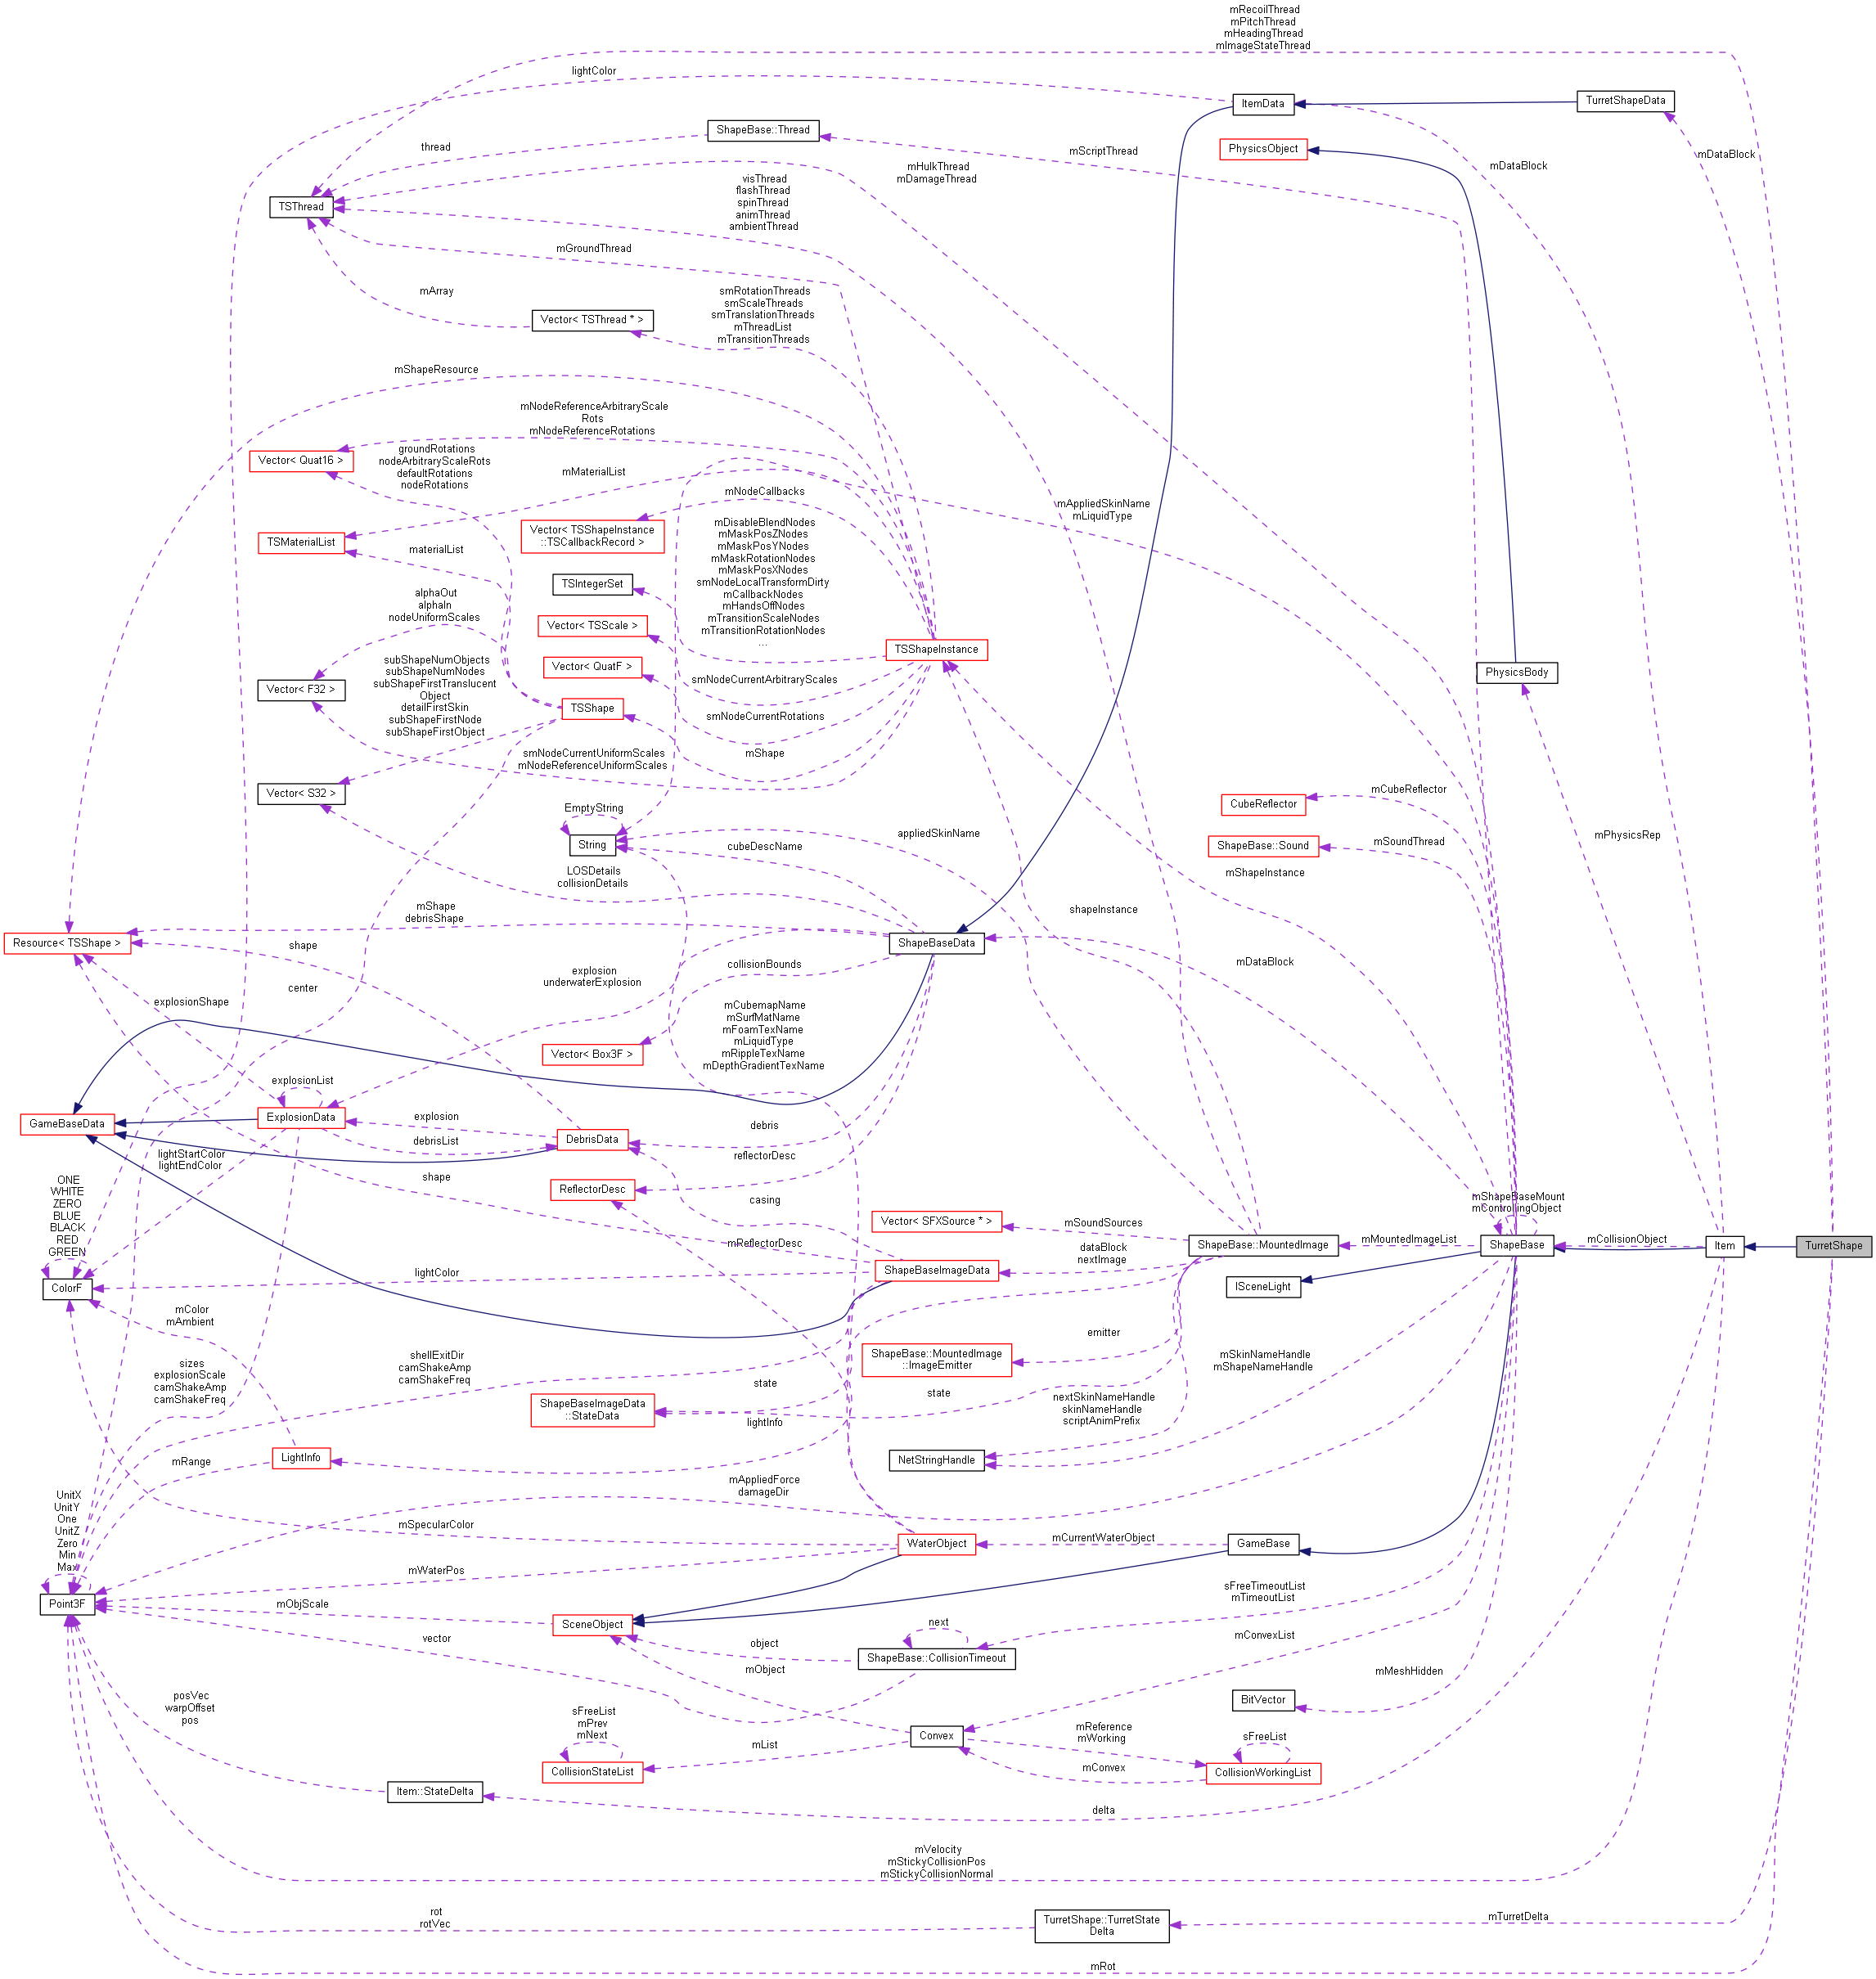 mRecoilThread
mPitchThread
mHeadingThread
mImageStateThread
lightColor
ItemData
TurretShapeData
ShapeBase::Thread
thread
mScriptThread
PhysicsObject
mDataBlock
mDataBlock
mHulkThread
mDamageThread
visThread
flashThread
spinThread
animThread
ambientThread
TSThread
mGroundThread
mArray
smRotationThreads
smScaleThreads
smTranslationThreads
mThreadList
mTransitionThreads
Vector< TSThread * >
mShapeResource
mNodeReferenceArbitraryScale
Rots
mNodeReferenceRotations
Vector< Quat16 >
groundRotations
nodeArbitraryScaleRots
defaultRotations
nodeRotations
mMaterialList
mNodeCallbacks
mAppliedSkinName
mLiquidType
Vector< TSShapeInstance
::TSCallbackRecord >
TSMaterialList
materialList
mDisableBlendNodes
mMaskPosZNodes
mMaskPosYNodes
mMaskRotationNodes
mMaskPosXNodes
smNodeLocalTransformDirty
mCallbackNodes
mHandsOffNodes
mTransitionScaleNodes
mTransitionRotationNodes
...
TSIntegerSet
alphaOut
alphaIn
nodeUniformScales
Vector< TSScale >
TSShapeInstance
Vector< QuatF >
PhysicsBody
subShapeNumObjects
subShapeNumNodes
subShapeFirstTranslucent
Object
detailFirstSkin
subShapeFirstNode
subShapeFirstObject
Vector< F32 >
smNodeCurrentArbitraryScales
TSShape
smNodeCurrentRotations
mShape
smNodeCurrentUniformScales
mNodeReferenceUniformScales
Vector< S32 >
mCubeReflector
CubeReflector
EmptyString
String
appliedSkinName
cubeDescName
ShapeBase::Sound
mSoundThread
mPhysicsRep
mShapeInstance
LOSDetails
collisionDetails
mShape
debrisShape
shapeInstance
Resource< TSShape >
shape
ShapeBaseData
mDataBlock
collisionBounds
explosion
underwaterExplosion
center
explosionShape
mCubemapName
mSurfMatName
mFoamTexName
mLiquidType
mRippleTexName
mDepthGradientTexName
Vector< Box3F >
explosionList
GameBaseData
ExplosionData
explosion
debrisList
DebrisData
debris
reflectorDesc
lightStartColor
lightEndColor
shape
ReflectorDesc
casing
ONE
WHITE
ZERO
BLUE
BLACK
RED
GREEN
ColorF
mShapeBaseMount
mControllingObject
Vector< SFXSource * >
mSoundSources
mReflectorDesc
dataBlock
nextImage
ShapeBase::MountedImage
mMountedImageList
ShapeBase
mCollisionObject
Item
TurretShape
lightColor
ShapeBaseImageData
ISceneLight
mColor
mAmbient
emitter
ShapeBase::MountedImage
::ImageEmitter
mSkinNameHandle
mShapeNameHandle
sizes
explosionScale
camShakeAmp
camShakeFreq
shellExitDir
camShakeAmp
camShakeFreq
state
state
ShapeBaseImageData
::StateData
nextSkinNameHandle
skinNameHandle
scriptAnimPrefix
lightInfo
LightInfo
mRange
NetStringHandle
mAppliedForce
damageDir
UnitX
UnitY
One
UnitZ
Zero
Min
Max
Point3F
mSpecularColor
WaterObject
mCurrentWaterObject
GameBase
mWaterPos
mObjScale
SceneObject
sFreeTimeoutList
mTimeoutList
next
object
ShapeBase::CollisionTimeout
vector
mObject
mConvexList
mMeshHidden
BitVector
posVec
warpOffset
pos
sFreeList
mPrev
mNext
Convex
mReference
mWorking
sFreeList
mList
CollisionStateList
mConvex
CollisionWorkingList
Item::StateDelta
delta
mVelocity
mStickyCollisionPos
mStickyCollisionNormal
rot
rotVec
TurretShape::TurretState
Delta
mTurretDelta
mRot